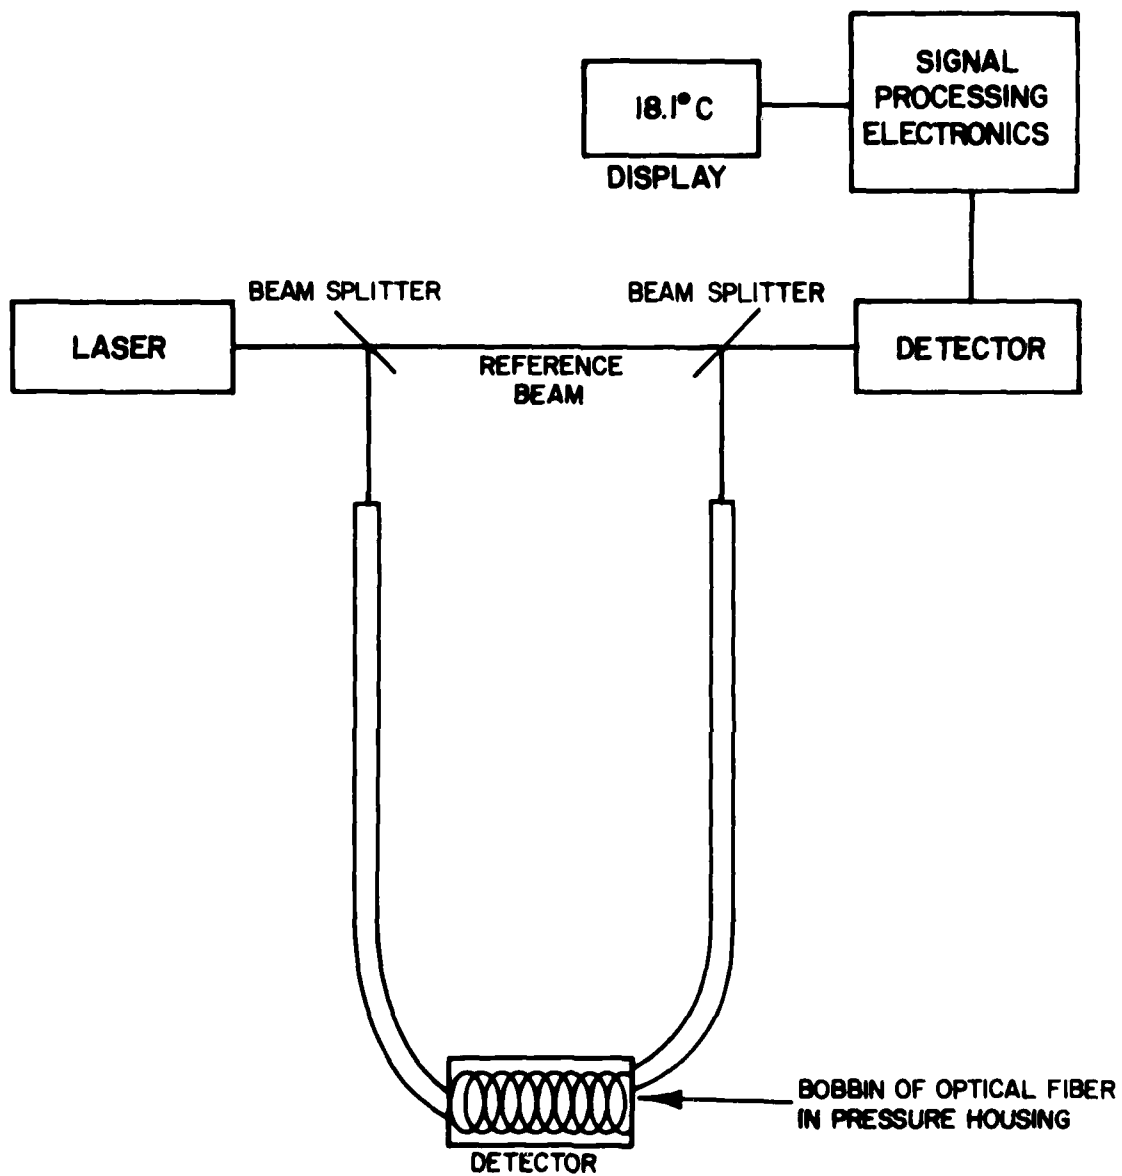 SIGNAL
PROCESSING
ELECTRONICS
18.1° C
DISPLAY
BEAM SPLITTER
BEAM SPLITTER
LASER
REFERENCE
BEAM
DETECTOR
BOBBIN OF OPTICAL FIBER
IN PRESSURE HOUSING
DETECTOR